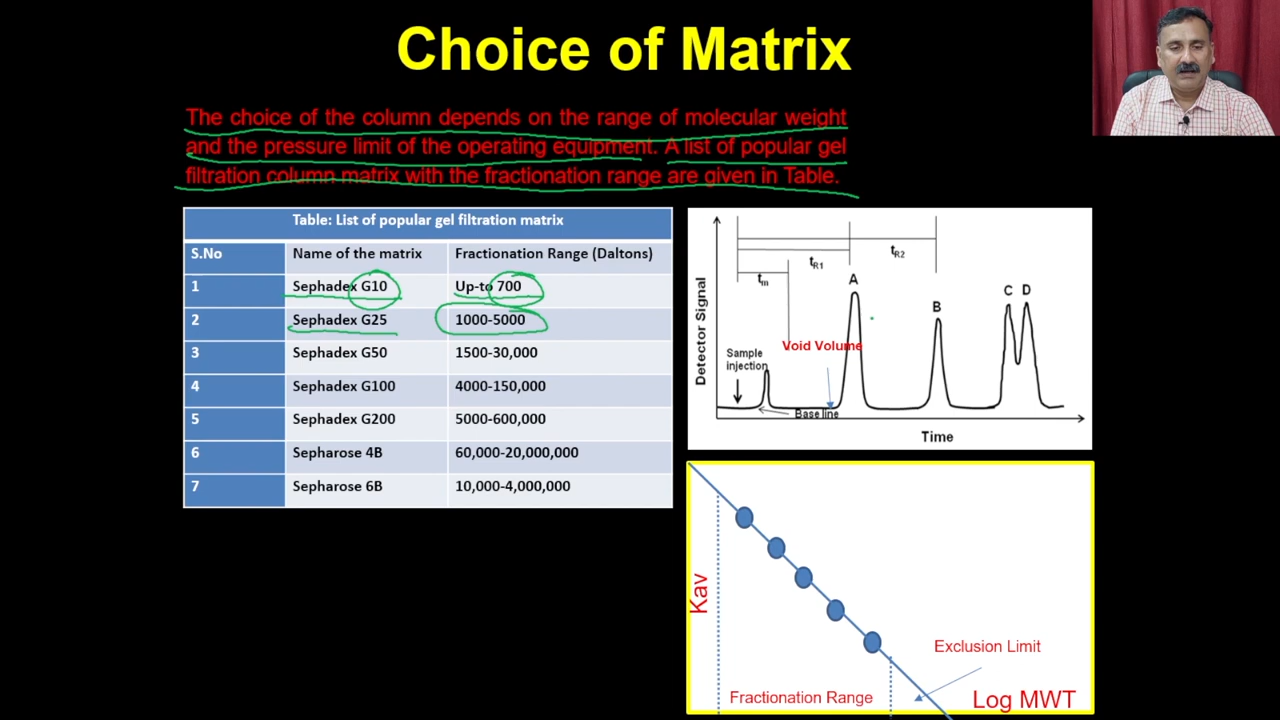 Choice of Matrix
The choice of the column depends on the range of molecular weight
and the pressure limit of the operating equipment. A list of popular gel
filtration column matrix with the fractionation range are given in Table.
Table: List of popular gel filtration matrix
S.No Name of the matrix Fractionation Range (Daltons)
1 Sephadex G10 Up-to 700
2 Sephadex G25 1000-5000
3 Sephadex G50 1500-30,000
4 Sephadex G100 4000-150,000
5 Sephadex G200 5000-600,000
6 Sepharose 4B 60,000-20,000,000
7 Sepharose 6B 10,000-4,000,000
tR2
tR1
tm
A
B
C D
Detector Signal
Void Volume
Sample
injection
Base line
Time
Kav
Exclusion Limit
Fractionation Range
Log MWT